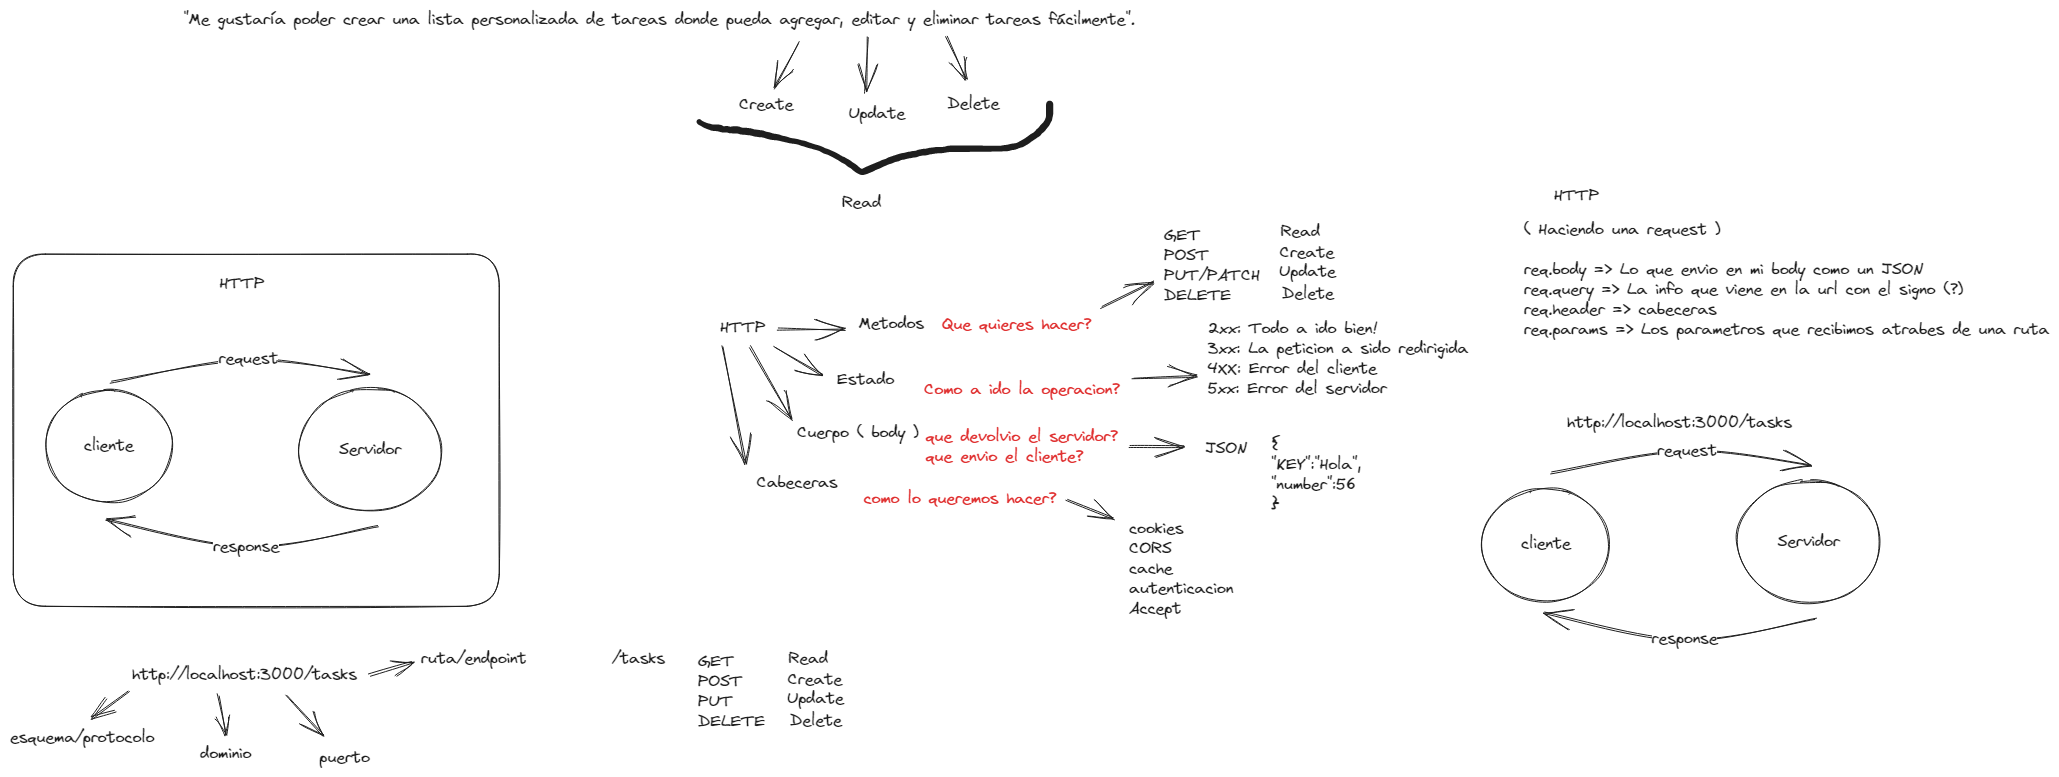 "Me gustaría poder crear una lista personalizada de tareas donde pueda agregar, editar y eliminar tareas fácilmente".
Create
Update
Delete
Read
HTTP
request
cliente
Servidor
response
HTTP
Metodos
Que quieres hacer?
GET Read
POST Create
PUT/PATCH Update
DELETE Delete
Estado
Como a ido la operacion?
2xx: Todo a ido bien!
3xx: La peticion a sido redirigida
4XX: Error del cliente
5xx: Error del servidor
Cuerpo ( body )
que devolvio el servidor?
que envio el cliente?
JSON
{
"KEY":"Hola",
"number":56
}
Cabeceras
como lo queremos hacer?
cookies
CORS
cache
autenticacion
Accept
HTTP
( Haciendo una request )
req.body => Lo que envio en mi body como un JSON
req.query => La info que viene en la url con el signo (?)
req.header => cabeceras
req.params => Los parametros que recibimos atrabes de una ruta
http://localhost:3000/tasks
request
cliente
Servidor
response
http://localhost:3000/tasks
ruta/endpoint
esquema/protocolo
dominio
puerto
/tasks
GET Read
POST Create
PUT Update
DELETE Delete